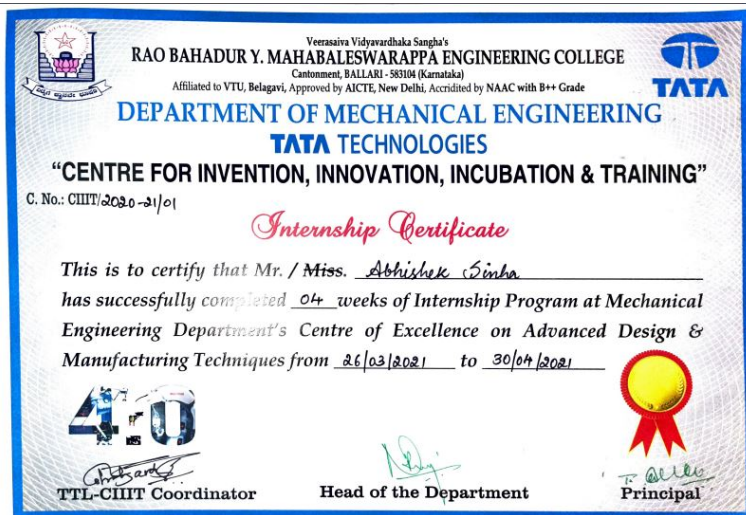 Veerasaiva Vidyavardhaka Sangha's
RAO BAHADUR Y. MAHABALESWARAPPA ENGINEERING COLLEGE
Cantonment, BALLARI - 583104 (Karnataka)
Affiliated to VTU, Belagavi, Approved by AICTE, New Delhi, Accridited by NAAC with B++ Grade
TATA
DEPARTMENT OF MECHANICAL ENGINEERING
TATA TECHNOLOGIES
“CENTRE FOR INVENTION, INNOVATION, INCUBATION & TRAINING”
C. No.: CIIIT/2020-21/01
Internship Certificate
This is to certify that Mr. / Miss. Abhishek Sinha
has successfully completed 04 weeks of Internship Program at Mechanical
Engineering Department's Centre of Excellence on Advanced Design &
Manufacturing Techniques from 26/03/2021 to 30/04/2021
4.0
TTL-CIIIT Coordinator
Head of the Department
Principal